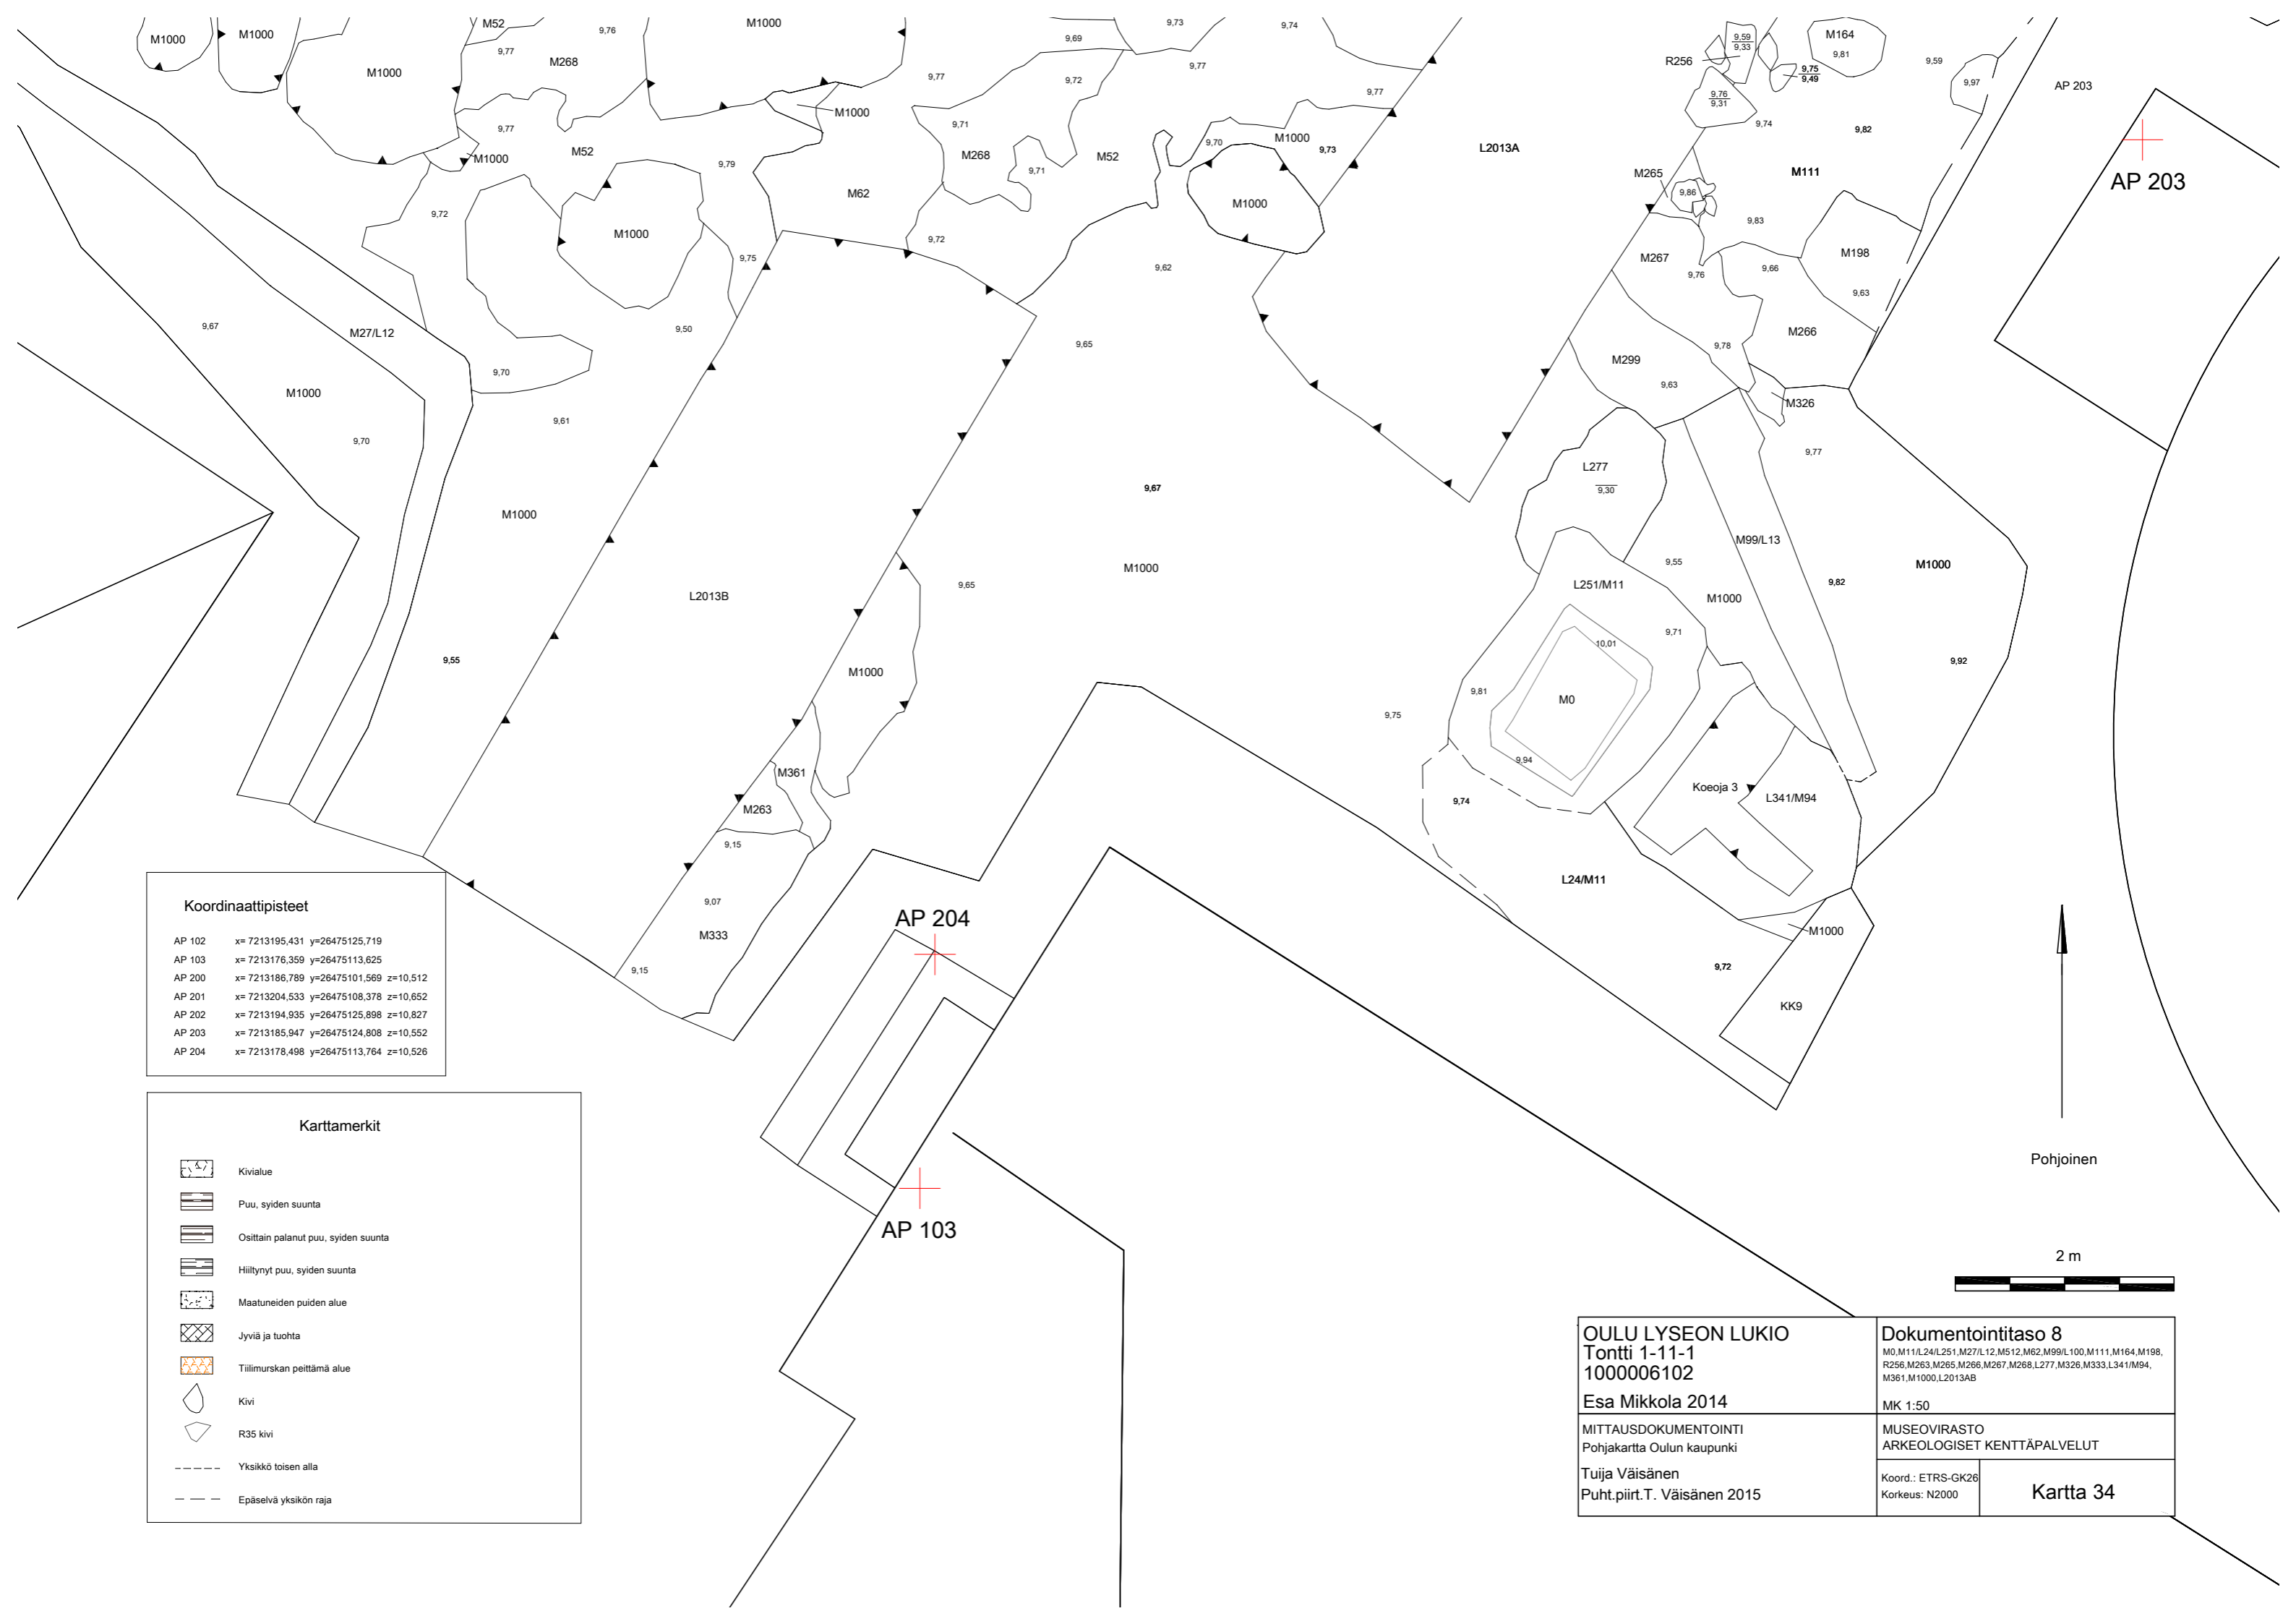 M52
M1000
9,73
9,74
M1000
M1000
9,76
9,69
9,59
9,33
M164
9,77
M268
9,81
R256
9,59
M1000
9,77
9,72
9,77
9,75
9,49
9,97
AP 203
9,76
9,31
9,77
M1000
9,71
9,74
9,82
9,77
M1000
9,70
M1000
M52
M268
M52
9,73
L2013A
AP 203
M1000
9,79
9,71
M265
M111
M62
9,86
M1000
9,72
9,83
M1000
9,72
M198
9,75
9,62
M267
9,66
9,76
9,63
9,67
M27/L12
9,50
M266
9,65
9,78
M299
9,70
9,63
M1000
M326
9,61
9,70
9,77
L277
9,30
9,67
M1000
M99/L13
M1000
M1000
9,55
9,65
L251/M11
9,82
L2013B
M1000
9,71
10,01
9,55
9,92
M1000
9,81
M0
9,75
9,94
M361
Koeoja 3
L341/M94
9,74
M263
9,15
L24/M11
9,07
M333
AP 204
M1000
9,15
9,72
KK9
Koordinaattipisteet
AP 102 x= 7213195,431 y=26475125,719
AP 103 x= 7213176,359 y=26475113,625
AP 200 x= 7213186,789 y=26475101,569 z=10,512
AP 201 x= 7213204,533 y=26475108,378 z=10,652
AP 202 x= 7213194,935 y=26475125,898 z=10,827
AP 203 x= 7213185,947 y=26475124,808 z=10,552
AP 204 x= 7213178,498 y=26475113,764 z=10,526
Karttamerkit
Kivialue
Puu, syiden suunta
Osittain palanut puu, syiden suunta
Hiiltynyt puu, syiden suunta
Maatuneiden puiden alue
Jyviä ja tuohta
Tiilimurskan peittämä alue
Kivi
R35 kivi
Yksikkö toisen alla
Epäselvä yksikön raja
AP 103
Pohjoinen
2 m
OULU LYSEON LUKIO
Tontti 1-11-1
1000006102
Esa Mikkola 2014
Dokumentointitaso 8
M0,M11/L24/L251,M27/L12,M512,M62,M99/L100,M111,M164,M198,
R256,M263,M265,M266,M267,M268,L277,M326,M333,L341/M94,
M361,M1000,L2013AB
MK 1:50
MITTAUSDOKUMENTOINTI
Pohjakartta Oulun kaupunki
Tuija Väisänen
Puht.piirt.T. Väisänen 2015
MUSEOVIRASTO
ARKEOLOGISET KENTTÄPALVELUT
Koord.: ETRS-GK26
Korkeus: N2000
Kartta 34